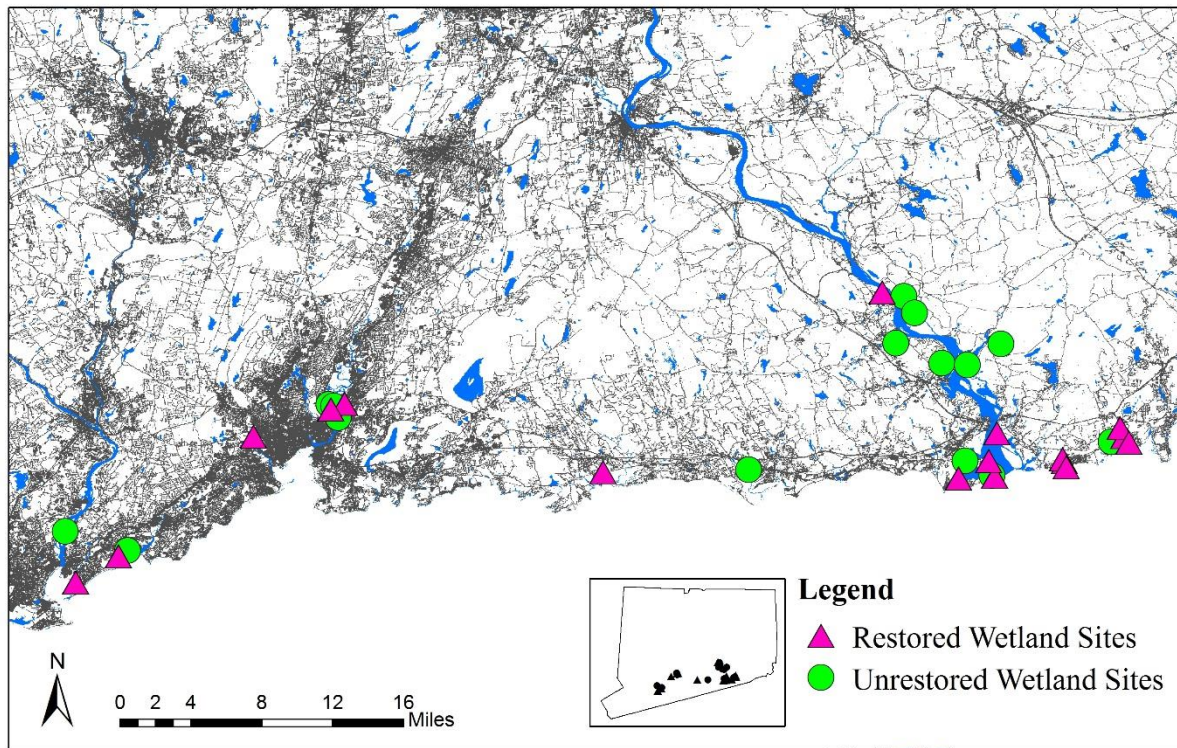 Legend
Restored Wetland Sites
Unrestored Wetland Sites
N
0 2 4 8 12 16
Miles